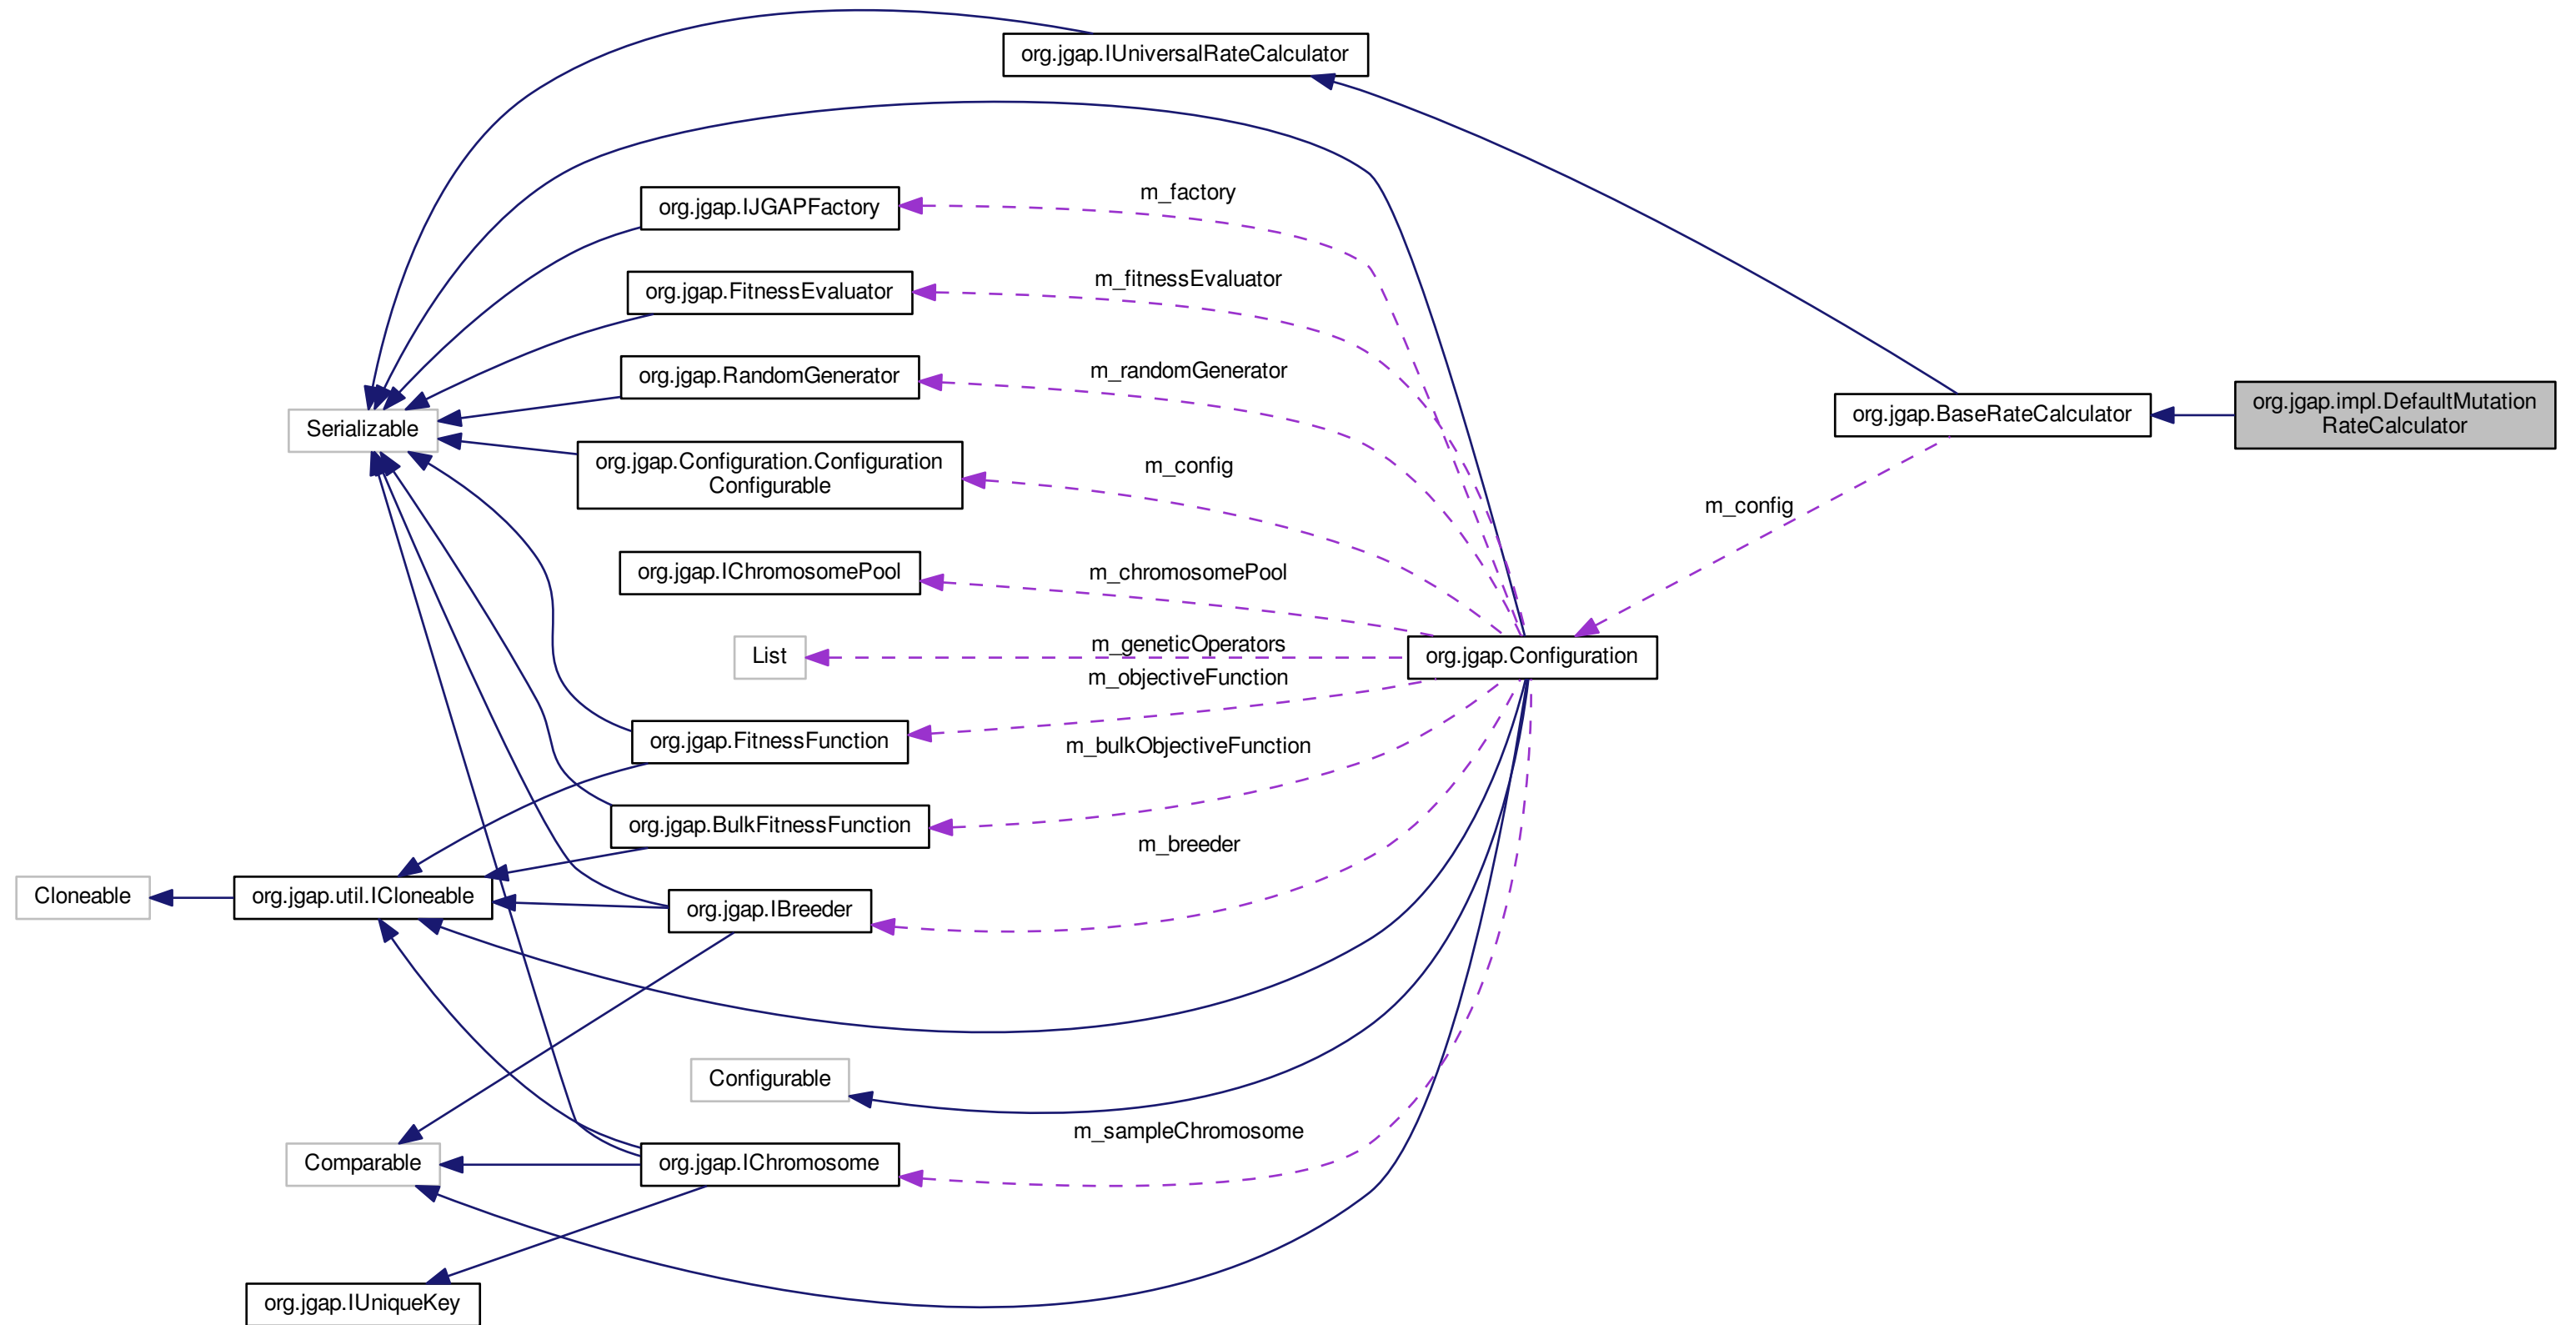 org.jgap.IUniversalRateCalculator
m_factory
org.jgap.IJGAPFactory
m_fitnessEvaluator
org.jgap.FitnessEvaluator
m_randomGenerator
org.jgap.RandomGenerator
org.jgap.BaseRateCalculator
org.jgap.impl.DefaultMutation
RateCalculator
Serializable
m_config
org.jgap.Configuration.Configuration
Configurable
m_config
org.jgap.IChromosomePool
m_chromosomePool
List
m_geneticOperators
org.jgap.Configuration
m_objectiveFunction
org.jgap.FitnessFunction
m_bulkObjectiveFunction
org.jgap.BulkFitnessFunction
m_breeder
Cloneable
org.jgap.util.ICloneable
org.jgap.IBreeder
Configurable
m_sampleChromosome
Comparable
org.jgap.IChromosome
org.jgap.IUniqueKey